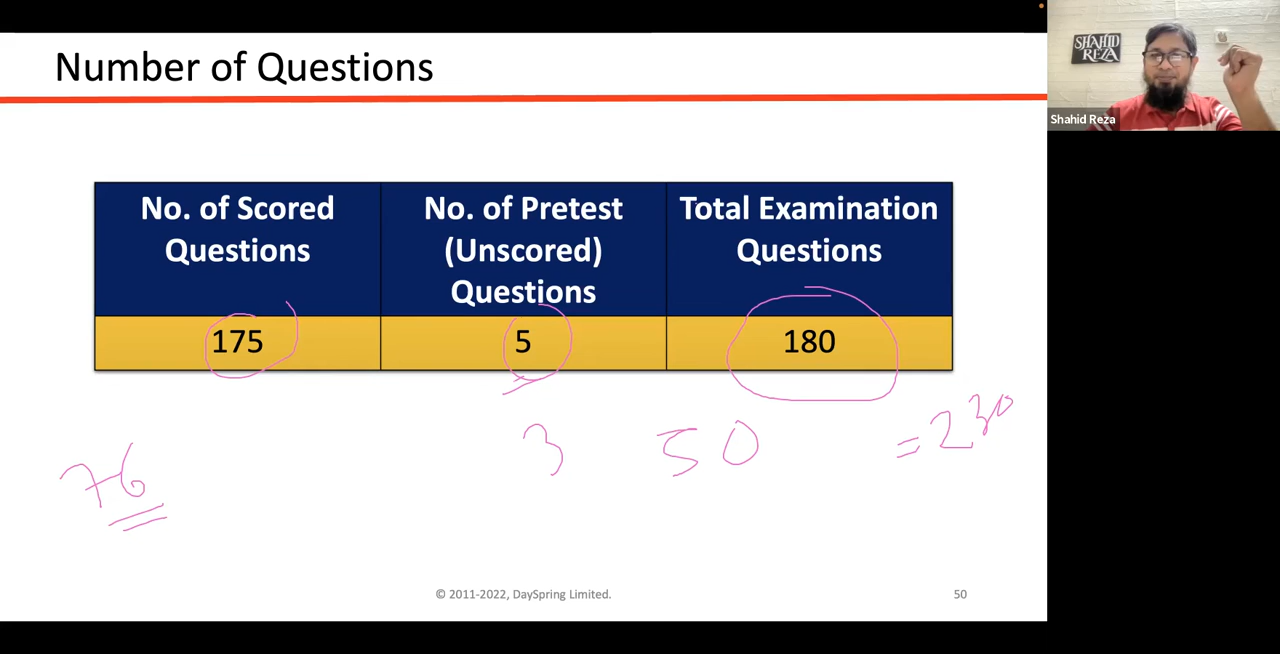 Number of Questions
SHAHID
REZA
Shahid Reza
No. of Scored Questions
No. of Pretest (Unscored) Questions
Total Examination Questions
175
5
180
3
50
= 230
76
© 2011-2022, DaySpring Limited.
50